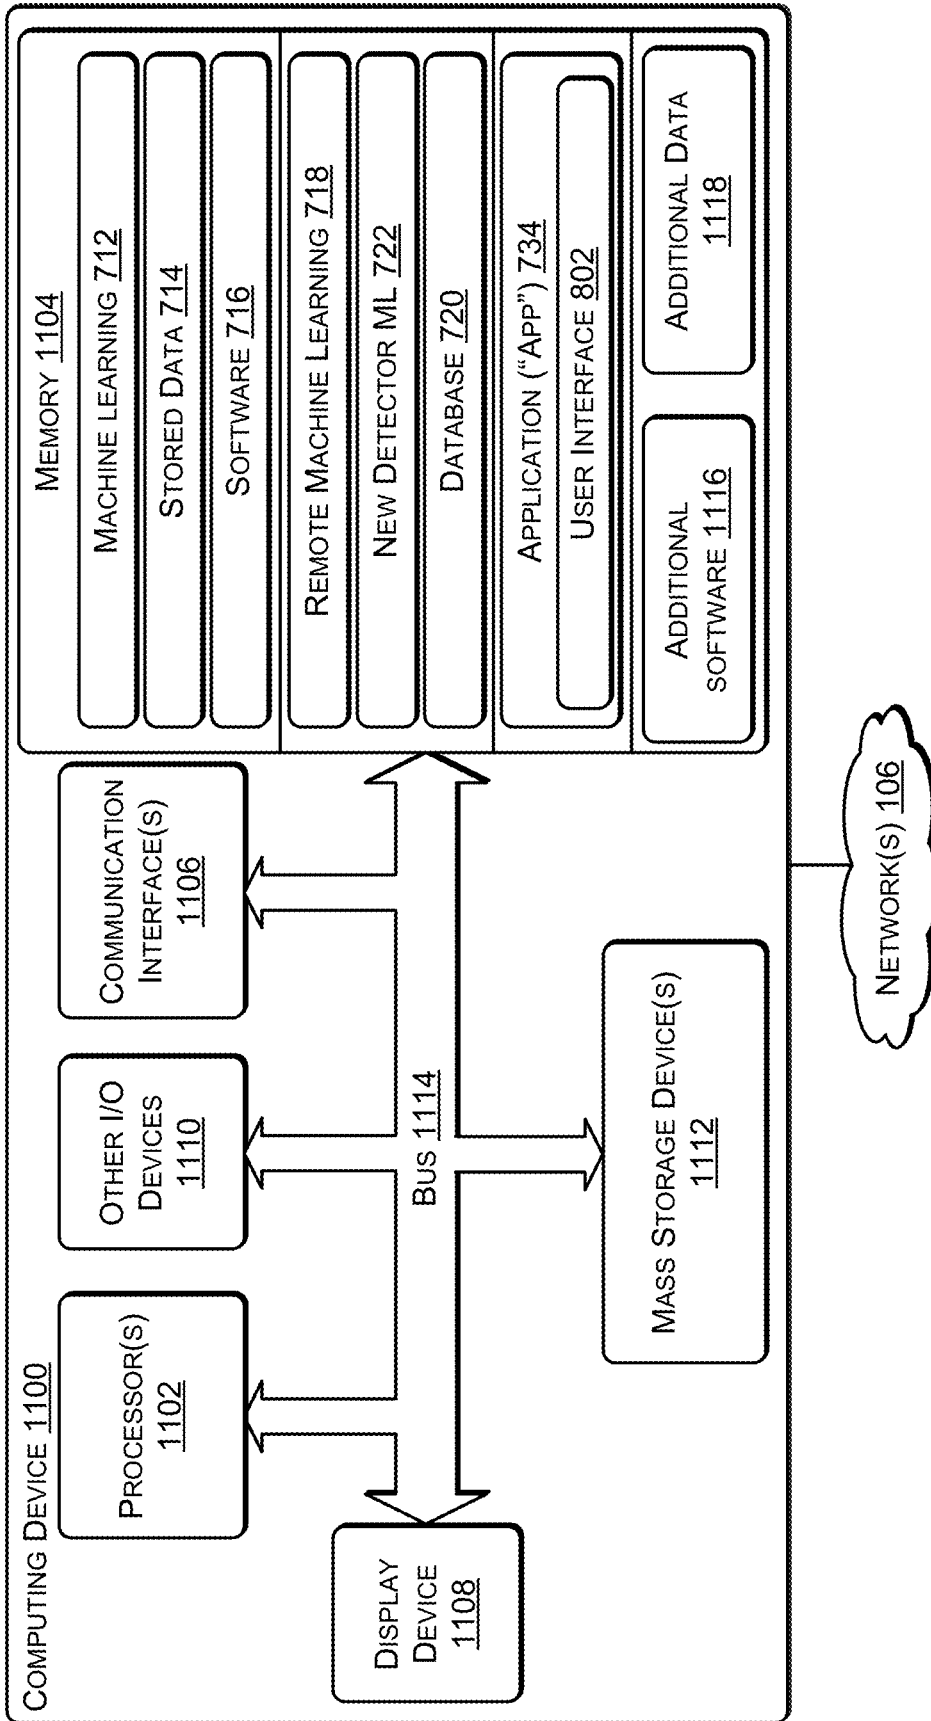 COMPUTING DEVICE 1100
PROCESSOR(S)
1102
OTHER I/O
DEVICES
1110
COMMUNICATION
INTERFACE(S)
1106
DISPLAY
DEVICE
1108
BUS 1114
MASS STORAGE DEVICE(S)
1112
MEMORY 1104
MACHINE LEARNING 712
STORED DATA 714
SOFTWARE 716
REMOTE MACHINE LEARNING 718
NEW DETECTOR ML 722
DATABASE 720
APPLICATION (“APP”) 734
USER INTERFACE 802
ADDITIONAL
SOFTWARE 1116
ADDITIONAL DATA
1118
NETWORK(S) 106